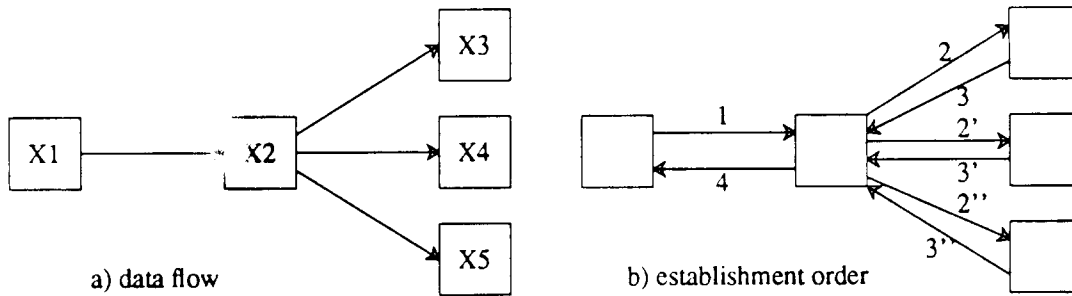 X3
X1
X2
X4
X5
a) data flow
2
3
1
2'
3'
4
2''
3''
b) establishment order